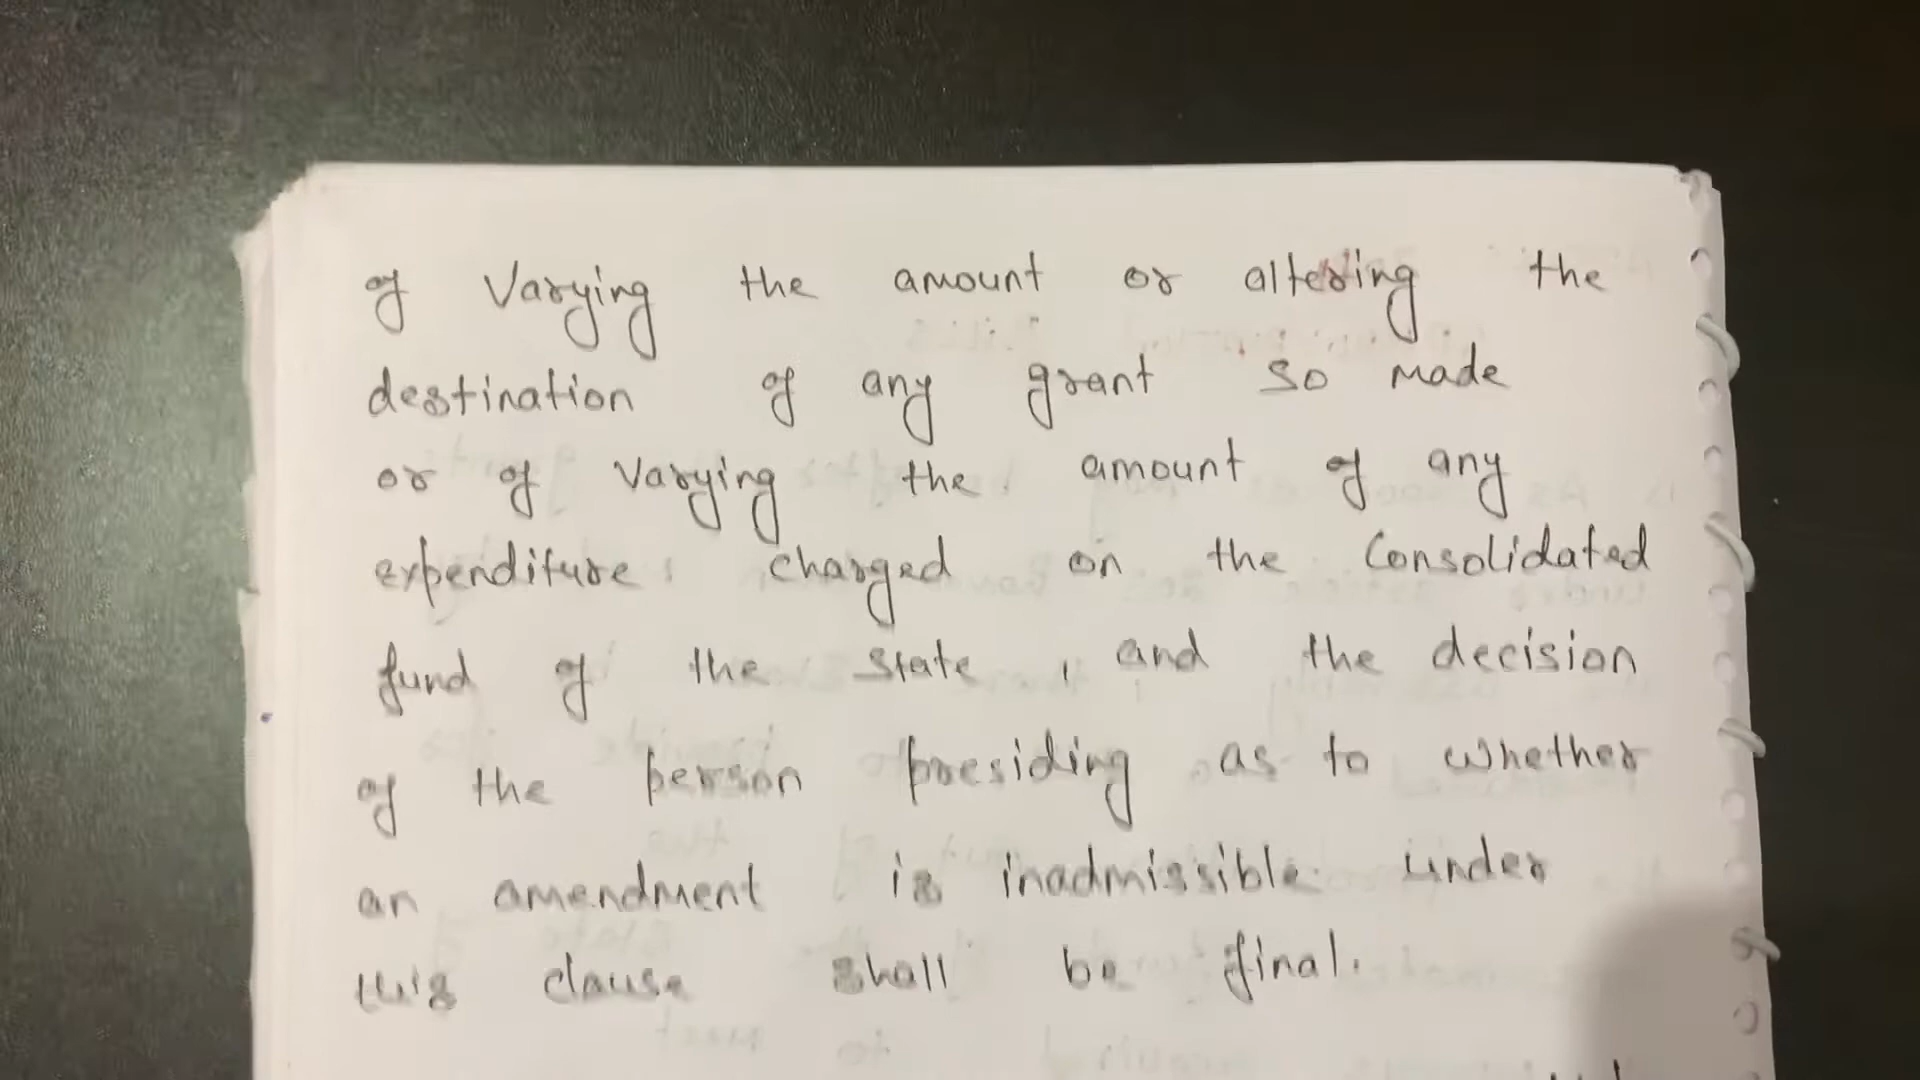 of Varying the amount or altering the
destination of any grant so made
or of varying the amount of any
expenditure charged on the Consolidated
fund of the state, and the decision
of the person presiding as to whether
an amendment is inadmissible under
this clause shall be final.